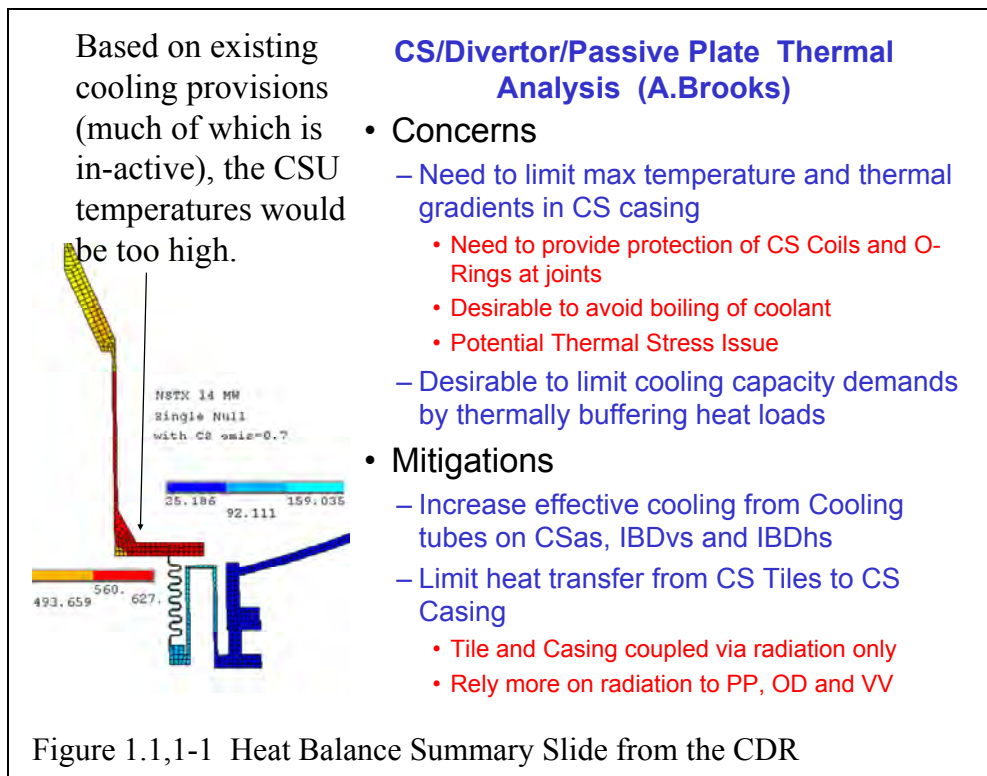 Based on existing
cooling provisions
(much of which is
in-active), the CSU
temperatures would
be too high.
CS/Divertor/Passive Plate Thermal
Analysis (A.Brooks)
• Concerns
– Need to limit max temperature and thermal
gradients in CS casing
• Need to provide protection of CS Coils and O-
Rings at joints
• Desirable to avoid boiling of coolant
• Potential Thermal Stress Issue
– Desirable to limit cooling capacity demands
by thermally buffering heat loads
• Mitigations
– Increase effective cooling from Cooling
tubes on CSas, IBDvs and IBDhs
– Limit heat transfer from CS Tiles to CS
Casing
• Tile and Casing coupled via radiation only
• Rely more on radiation to PP, OD and VV
NSTX 14 MW
Single Null
with CS emis=0.7
25.186
92.111
159.035
493.659
560.
627.
Figure 1.1,1-1 Heat Balance Summary Slide from the CDR